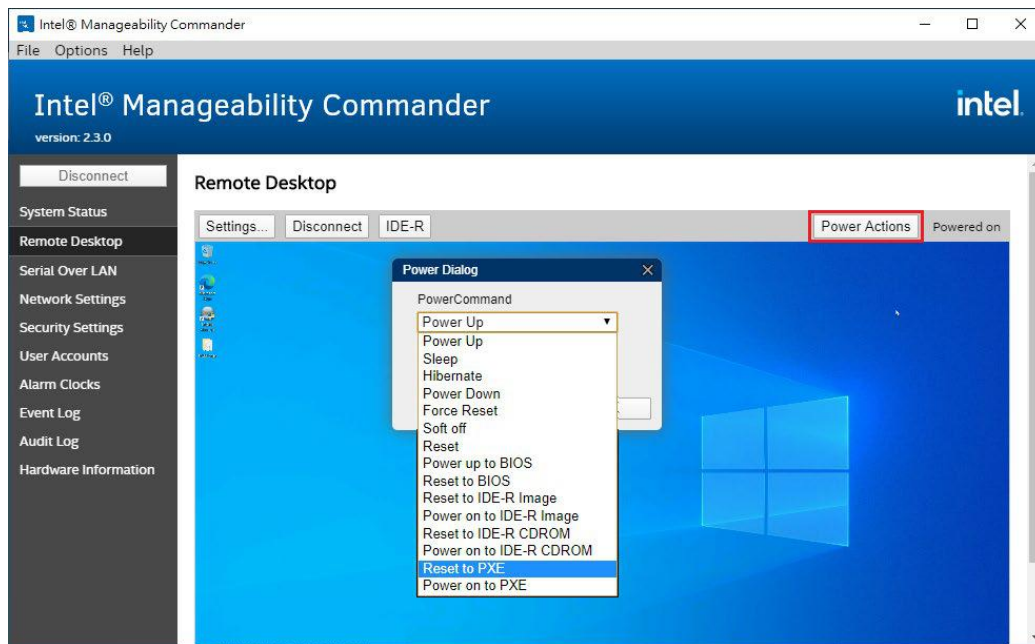 Intel® Manageability Commander
File Options Help
Intel® Manageability Commander
intel.
version: 2.3.0
Disconnect
System Status
Remote Desktop
Serial Over LAN
Network Settings
Security Settings
User Accounts
Alarm Clocks
Event Log
Audit Log
Hardware Information
Remote Desktop
Settings... Disconnect IDE-R Power Actions Powered on
Power Dialog
PowerCommand
Power Up
Power Up
Sleep
Hibernate
Power Down
Force Reset
Soft off
Reset
Power up to BIOS
Reset to BIOS
Reset to IDE-R Image
Power on to IDE-R Image
Reset to IDE-R CDROM
Power on to IDE-R CDROM
Reset to PXE
Power on to PXE